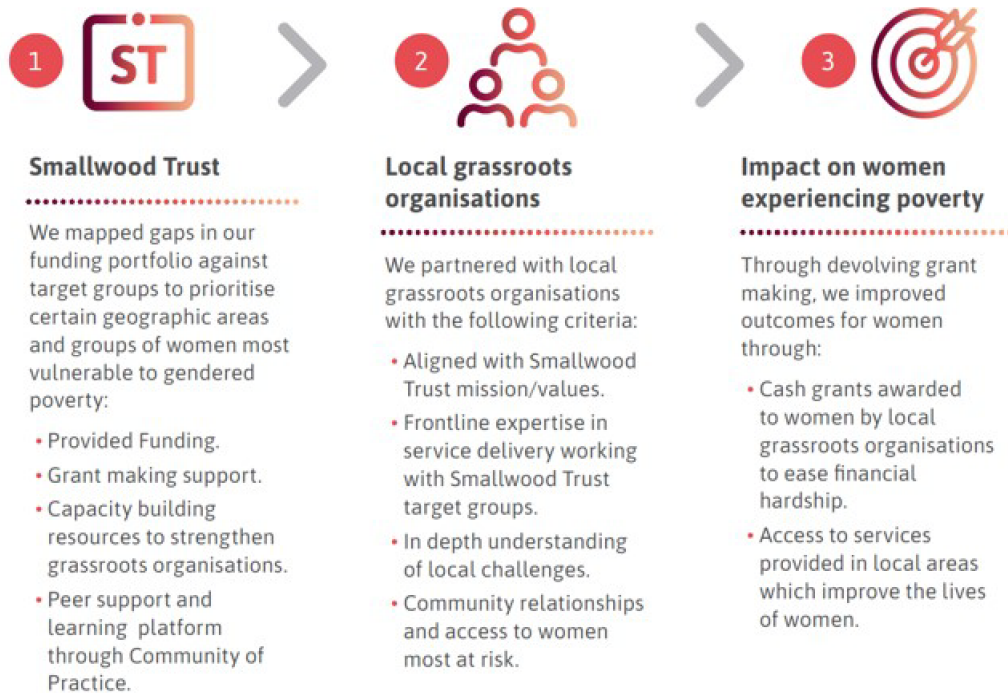 1
ST
Smallwood Trust
We mapped gaps in our
funding portfolio against
target groups to prioritise
certain geographic areas
and groups of women most
vulnerable to gendered
poverty:
• Provided Funding.
• Grant making support.
• Capacity building
resources to strengthen
grassroots organisations.
• Peer support and
learning platform
through Community of
Practice.
2
Local grassroots
organisations
We partnered with local
grassroots organisations
with the following criteria:
• Aligned with Smallwood
Trust mission/values.
• Frontline expertise in
service delivery working
with Smallwood Trust
target groups.
• In depth understanding
of local challenges.
• Community relationships
and access to women
most at risk.
3
Impact on women
experiencing poverty
Through devolving grant
making, we improved
outcomes for women
through:
• Cash grants awarded
to women by local
grassroots organisations
to ease financial
hardship.
• Access to services
provided in local areas
which improve the lives
of women.